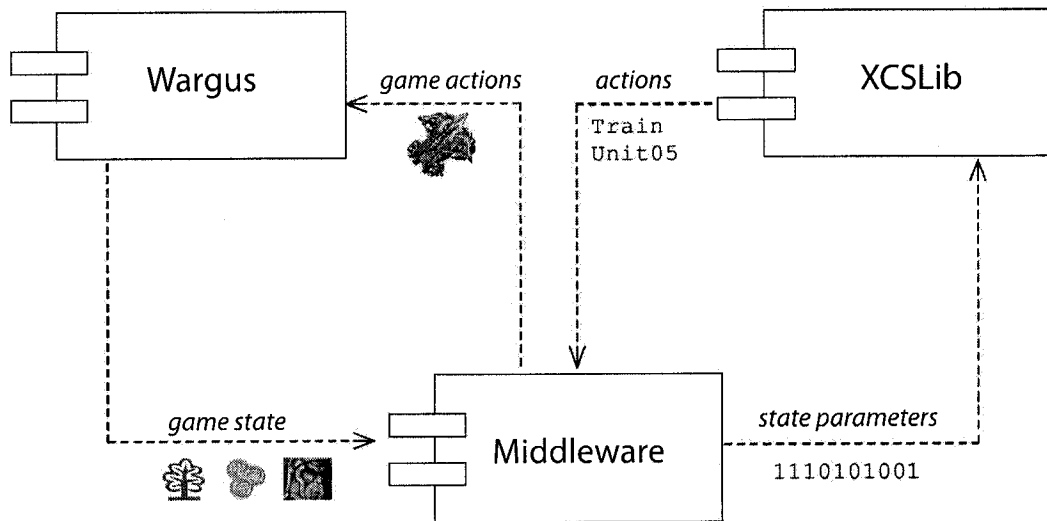 Wargus
game actions
actions
XCSLib
Train
Unit05
game state
Middleware
state parameters
1110101001